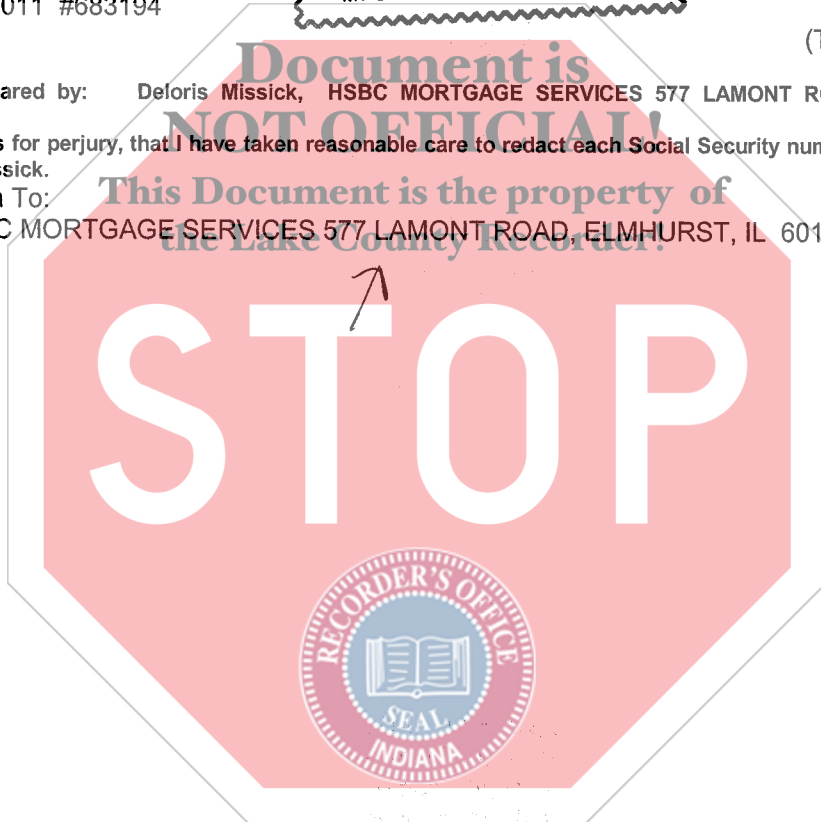 011 #683194
(T
Document is
ared by: Deloris Missick, HSBC MORTGAGE SERVICES 577 LAMONT RO
NOT OFFICIAL!
s for perjury, that I have taken reasonable care to redact each Social Security num
ssick.
This Document is the property of
To:
C MORTGAGE SERVICES 577 LAMONT ROAD, ELMHURST, IL 601
the Lake County Recorder!
STOP
RECORDER'S OFFICE
SEAL
INDIANA